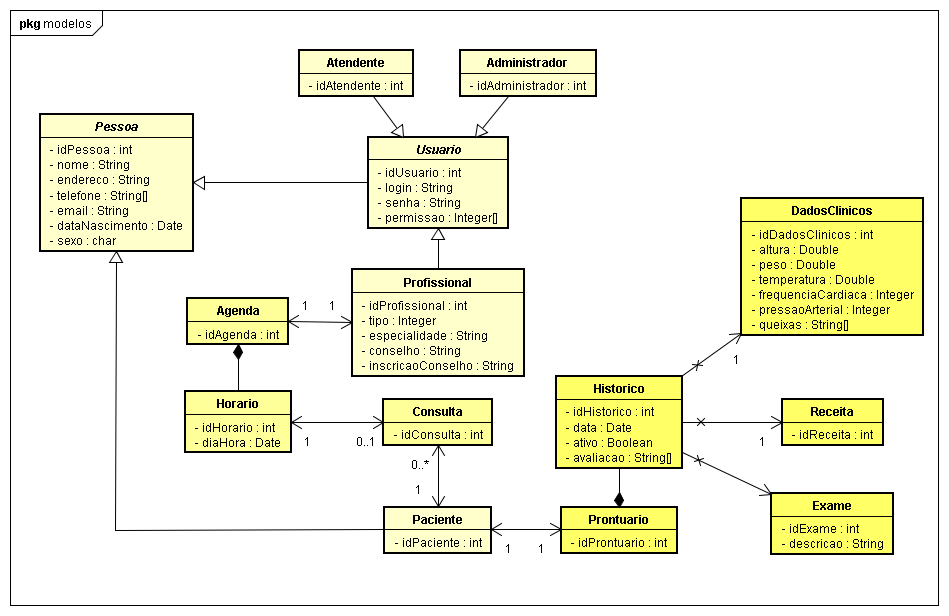 pkg modelos
Atendente
- idAtendente : int
Administrador
- idAdministrador : int
Pessoa
- idPessoa : int
- nome : String
- endereco : String
- telefone : String[]
- email : String
- dataNascimento : Date
- sexo : char
Usuario
- idUsuario : int
- login : String
- senha : String
- permissao : Integer[]
DadosClinicos
- idDadosClinicos : int
- altura : Double
- peso : Double
- temperatura : Double
- frequenciaCardiaca : Integer
- pressaoArterial : Integer
- queixas : String[]
Profissional
- idProfissional : int
- tipo : Integer
- especialidade : String
- conselho : String
- inscricaoConselho : String
Agenda
- idAgenda : int
1
1
1
Horario
- idHorario : int
- diaHora : Date
Consulta
- idConsulta : int
1
0..1
Historico
- idHistorico : int
- data : Date
- ativo : Boolean
- avaliacao : String[]
Receita
- idReceita : int
1
0..*
1
Paciente
- idPaciente : int
1
1
Prontuario
- idProntuario : int
Exame
- idExame : int
- descricao : String